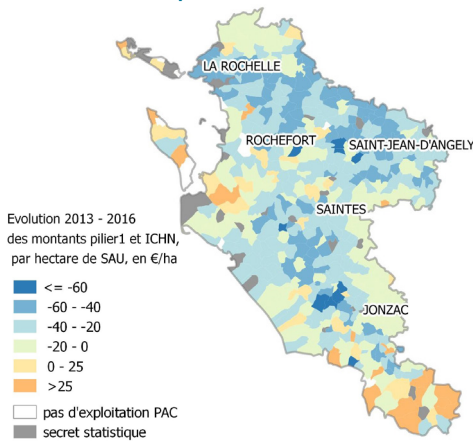 LA ROCHELLE
ROCHEFORT
SAINT-JEAN-D'ANGELY
SAINTES
JONZAC
Evolution 2013 - 2016
des montants pilier1 et ICHN,
par hectare de SAU, en €/ha
<= -60
-60 - -40
-40 - -20
-20 - 0
0 - 25
>25
pas d'exploitation PAC
secret statistique